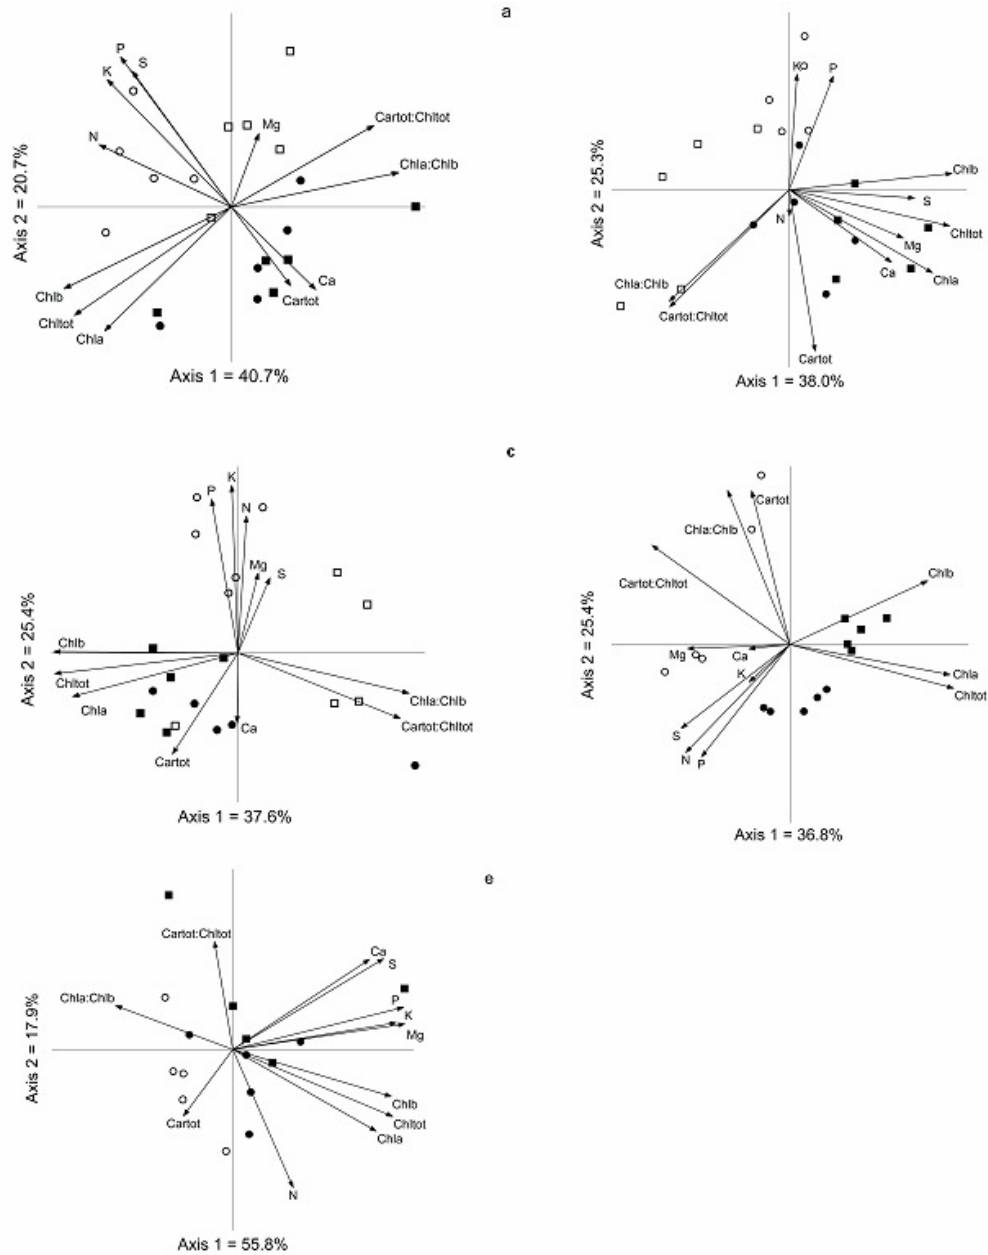 a
P
S
K
N
Mg
Cartot:Chltot
Chla:Chlb
Axis 2 = 20.7%
Chlb
Chltot
Chla
Ca
Cartot
Axis 1 = 40.7%
K
P
Axis 2 = 25.3%
Chlb
S
N
Chltot
Mg
Ca
Chla
Chla:Chlb
Cartot:Chltot
Cartot
Axis 1 = 38.0%
c
K
P
N
Mg
S
Axis 2 = 25.4%
Chlb
Chltot
Chla
Chla:Chlb
Cartot:Chltot
Ca
Cartot
Axis 1 = 37.6%
Cartot
Chla:Chlb
Cartot:Chltot
Chlb
Axis 2 = 25.4%
Mg
Ca
K
Chla
Chltot
S
N
P
Axis 1 = 36.8%
e
Cartot:Chltot
Ca
S
Chla:Chlb
P
K
Mg
Axis 2 = 17.9%
Chlb
Chltot
Chla
Cartot
N
Axis 1 = 55.8%